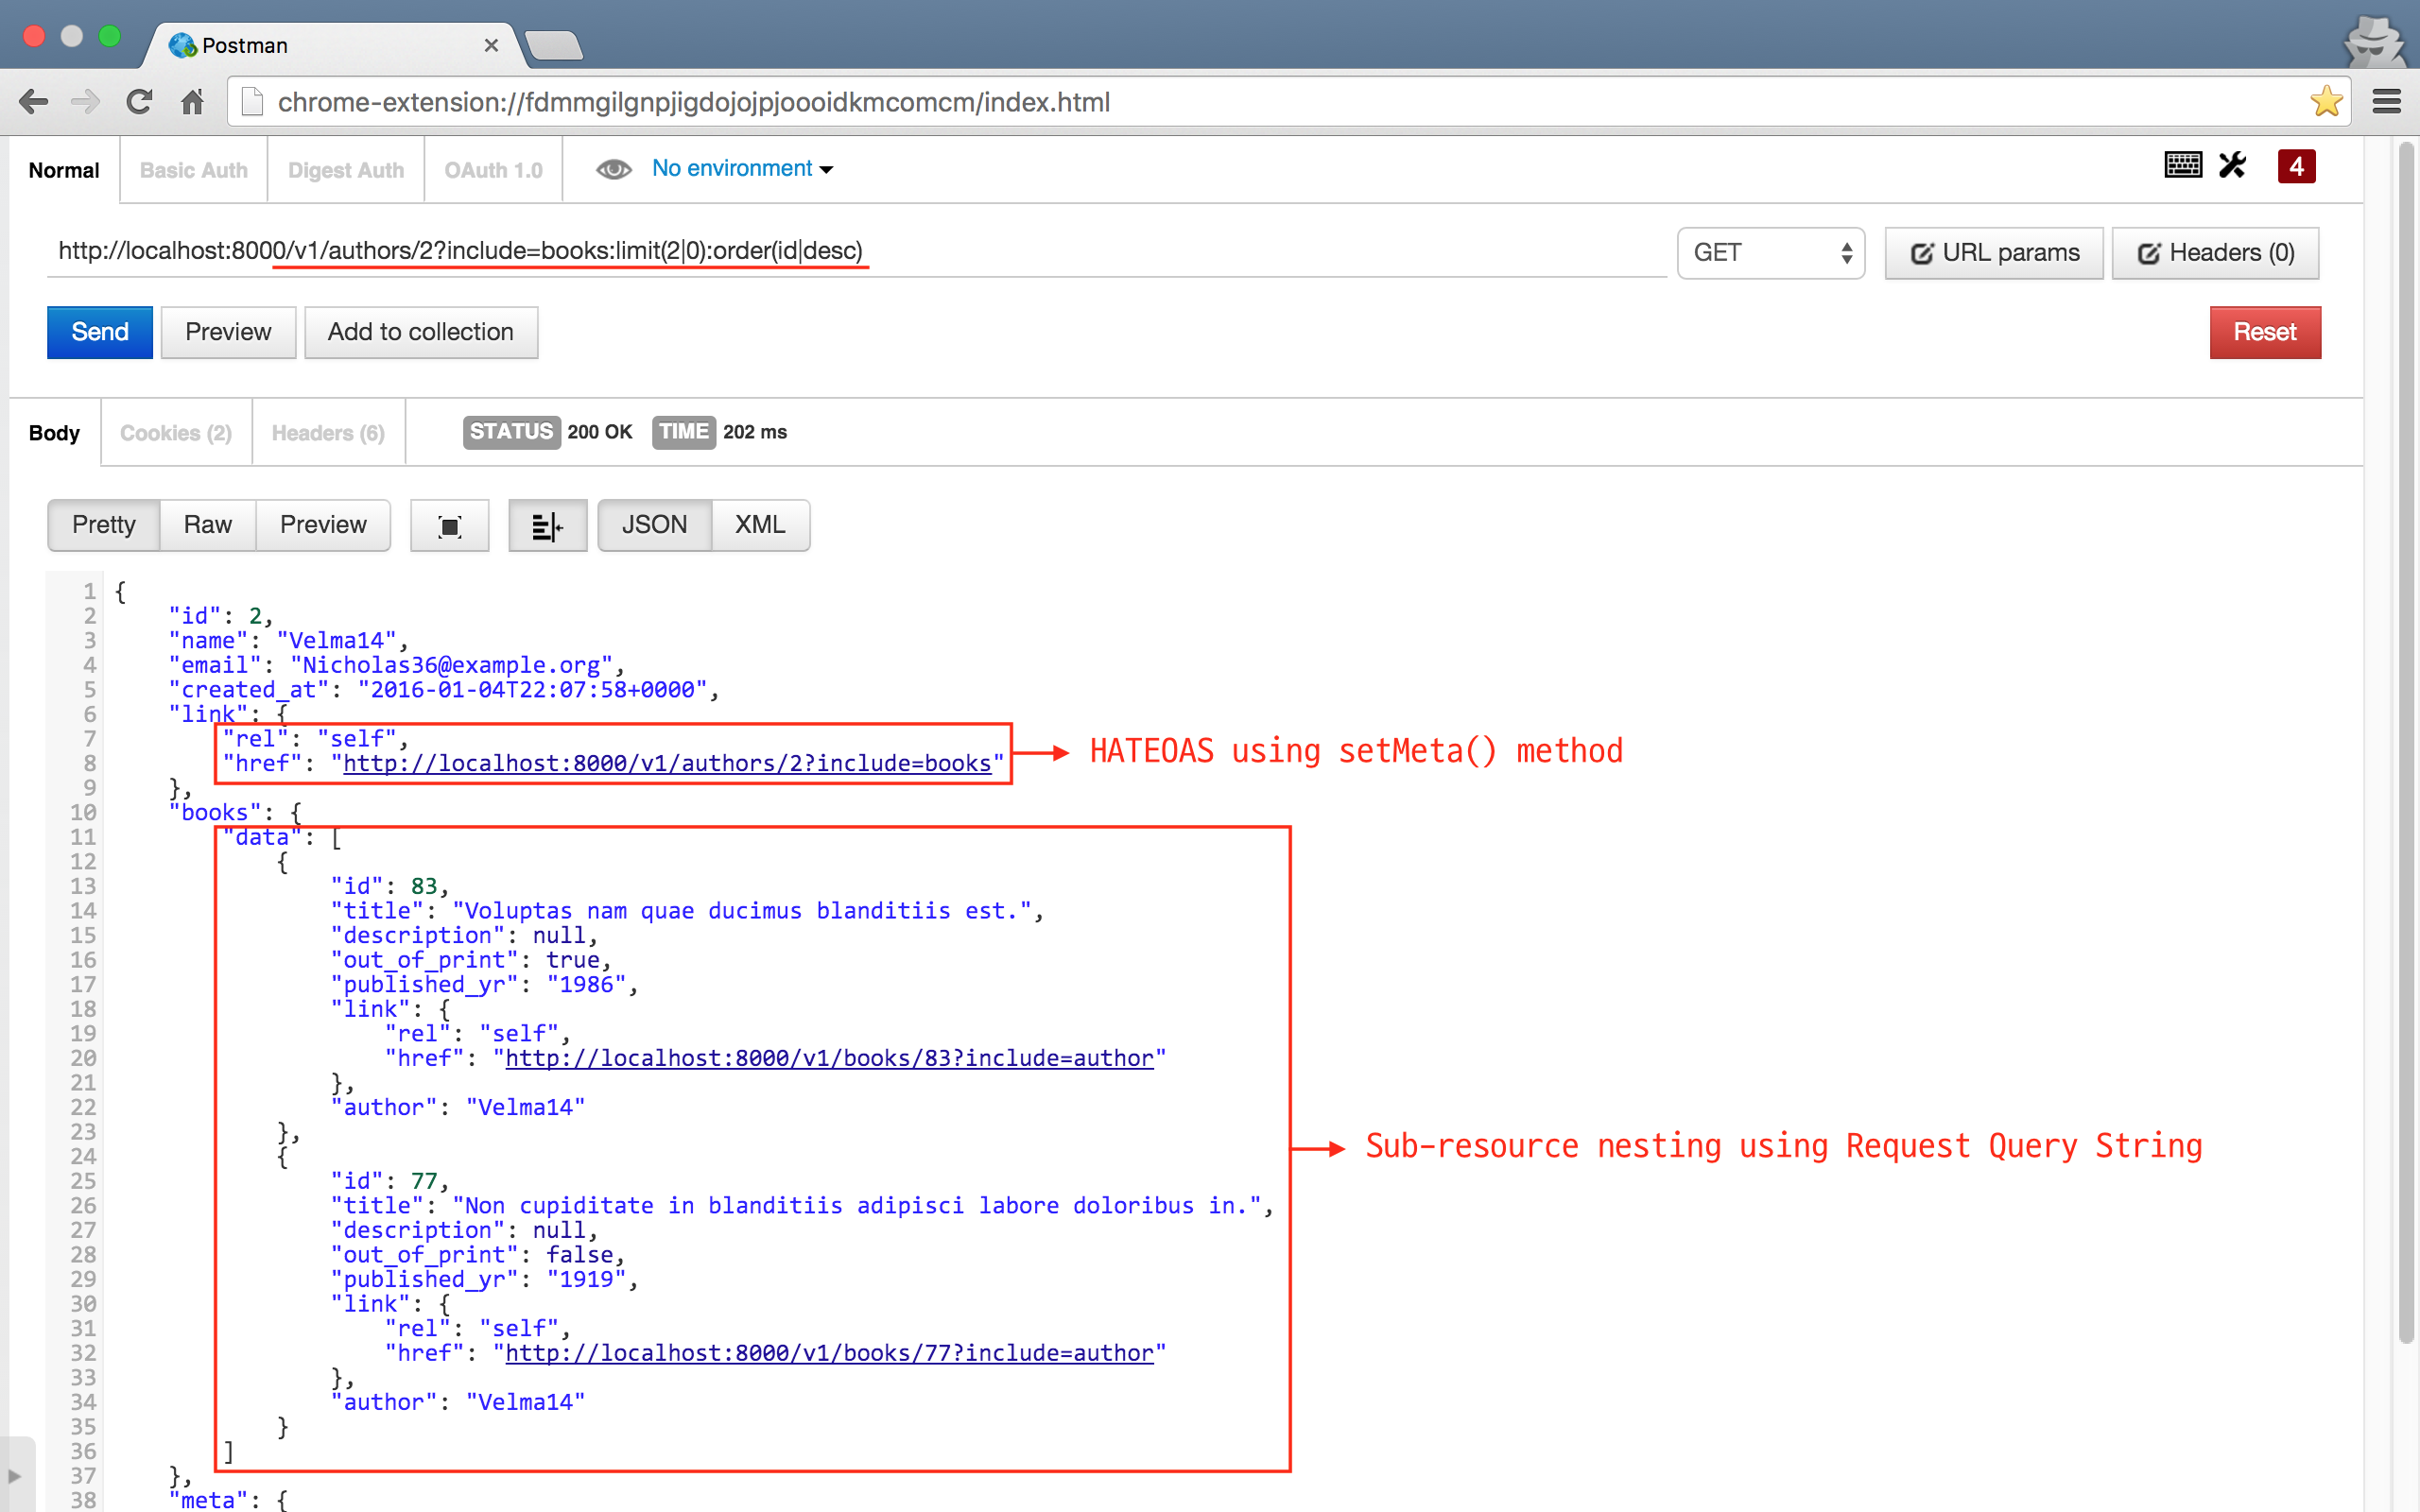 Postman
chrome-extension://fdmmgilgnpjigdojojpjoooidkmcomcm/index.html
Normal Basic Auth Digest Auth OAuth 1.0 No environment 4
http://localhost:8000/v1/authors/2?include=books:limit(2|0):order(id|desc) GET URL params Headers (0)
Send Preview Add to collection Reset
Body Cookies (2) Headers (6) STATUS 200 OK TIME 202 ms
Pretty Raw Preview JSON XML
1 {
2 "id": 2,
3 "name": "Velma14",
4 "email": "Nicholas36@example.org",
5 "created_at": "2016-01-04T22:07:58+0000",
6 "link": {
7 "rel": "self",
8 "href": "http://localhost:8000/v1/authors/2?include=books"
HATEOAS using setMeta() method
9 },
10 "books": {
11 "data": [
12 {
13 "id": 83,
14 "title": "Voluptas nam quae ducimus blanditiis est.",
15 "description": null,
16 "out_of_print": true,
17 "published_yr": "1986",
18 "link": {
19 "rel": "self",
20 "href": "http://localhost:8000/v1/books/83?include=author"
21 },
22 "author": "Velma14"
23 },
Sub-resource nesting using Request Query String
24 {
25 "id": 77,
26 "title": "Non cupiditate in blanditiis adipisci labore doloribus in.",
27 "description": null,
28 "out_of_print": false,
29 "published_yr": "1919",
30 "link": {
31 "rel": "self",
32 "href": "http://localhost:8000/v1/books/77?include=author"
33 },
34 "author": "Velma14"
35 }
36 ]
37 },
38 "meta": {